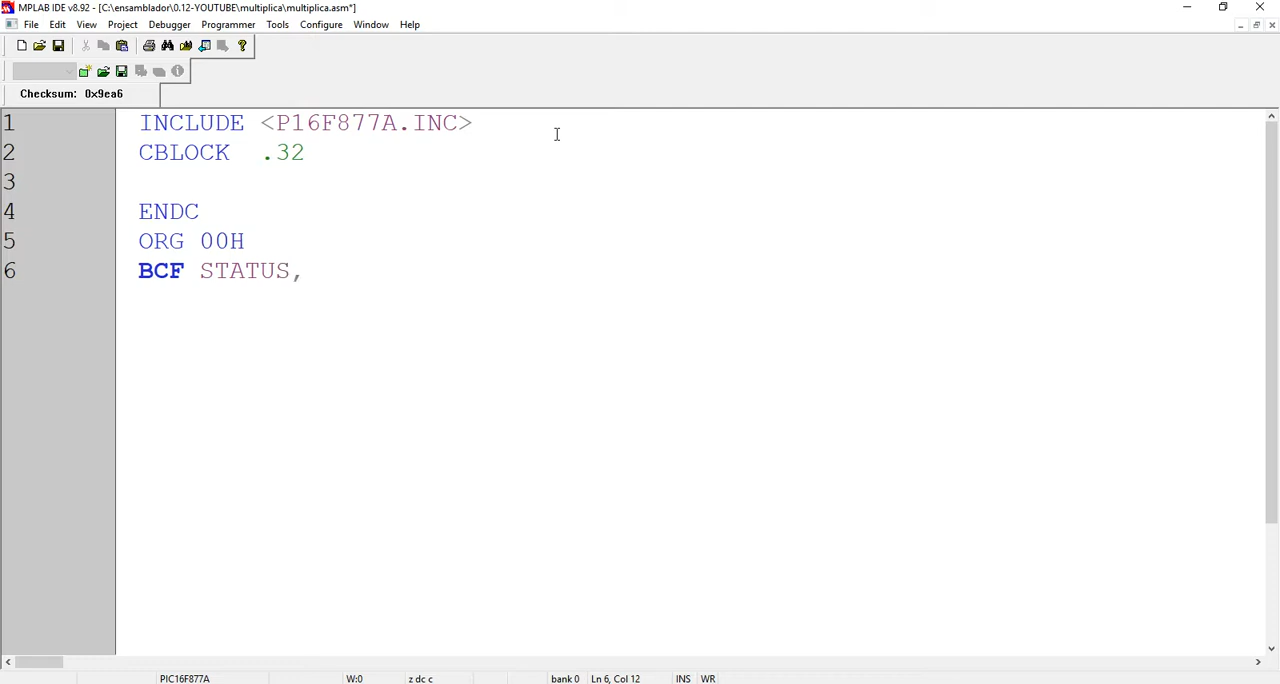 MPLAB IDE v8.92 - [C:\ensamblador\0.12-YOUTUBE\multiplica\multiplica.asm*]
File Edit View Project Debugger Programmer Tools Configure Window Help
Checksum: 0x9ea6
1 INCLUDE <P16F877A.INC>
2 CBLOCK .32
3
4 ENDC
5 ORG 00H
6 BCF STATUS,
PIC16F877A W:0 z dc c bank 0 Ln 6, Col 12 INS WR